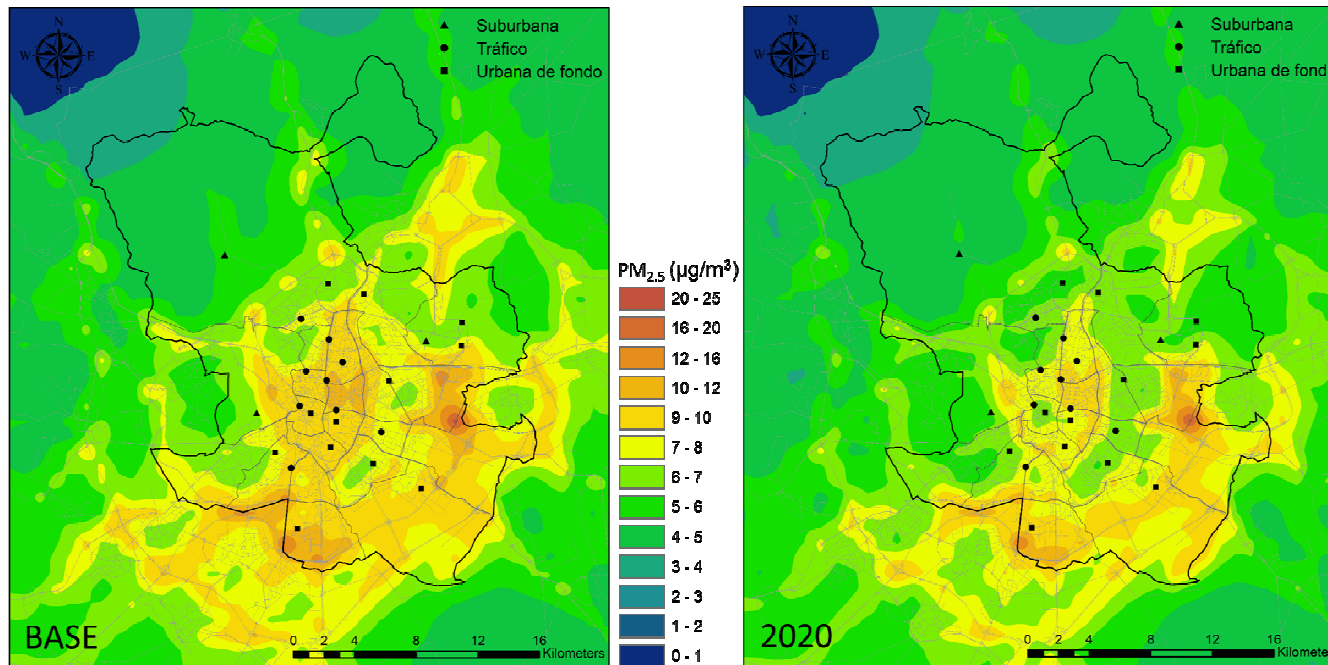 N
W E
S
Suburbana
Tráfico
Urbana de fondo
BASE
0 2 4 8 12 16
Kilometers
PM2.5 (µg/m³)
20 - 25
16 - 20
12 - 16
10 - 12
9 - 10
7 - 8
6 - 7
5 - 6
4 - 5
3 - 4
2 - 3
1 - 2
0 - 1
N
W E
S
Suburbana
Tráfico
Urbana de fond
2020
0 2 4 8 12 16
Kilomete